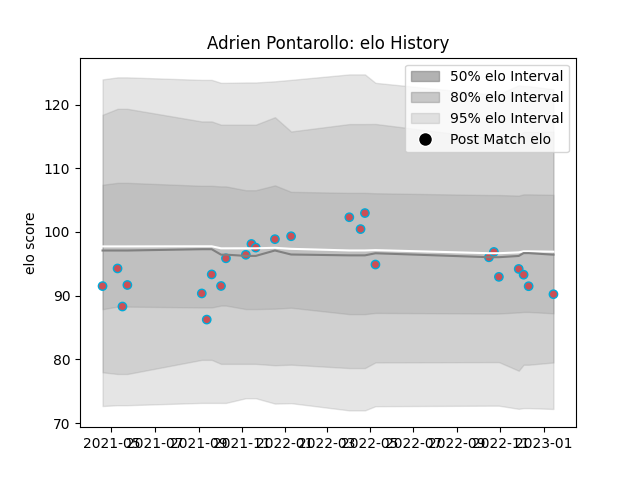 Adrien Pontarollo: elo History
50% elo Interval
80% elo Interval
95% elo Interval
Post Match elo
elo score
120
110
100
90
80
70
2021-05 2021-07 2021-09 2021-11 2022-01 2022-03 2022-05 2022-07 2022-09 2022-11 2023-01